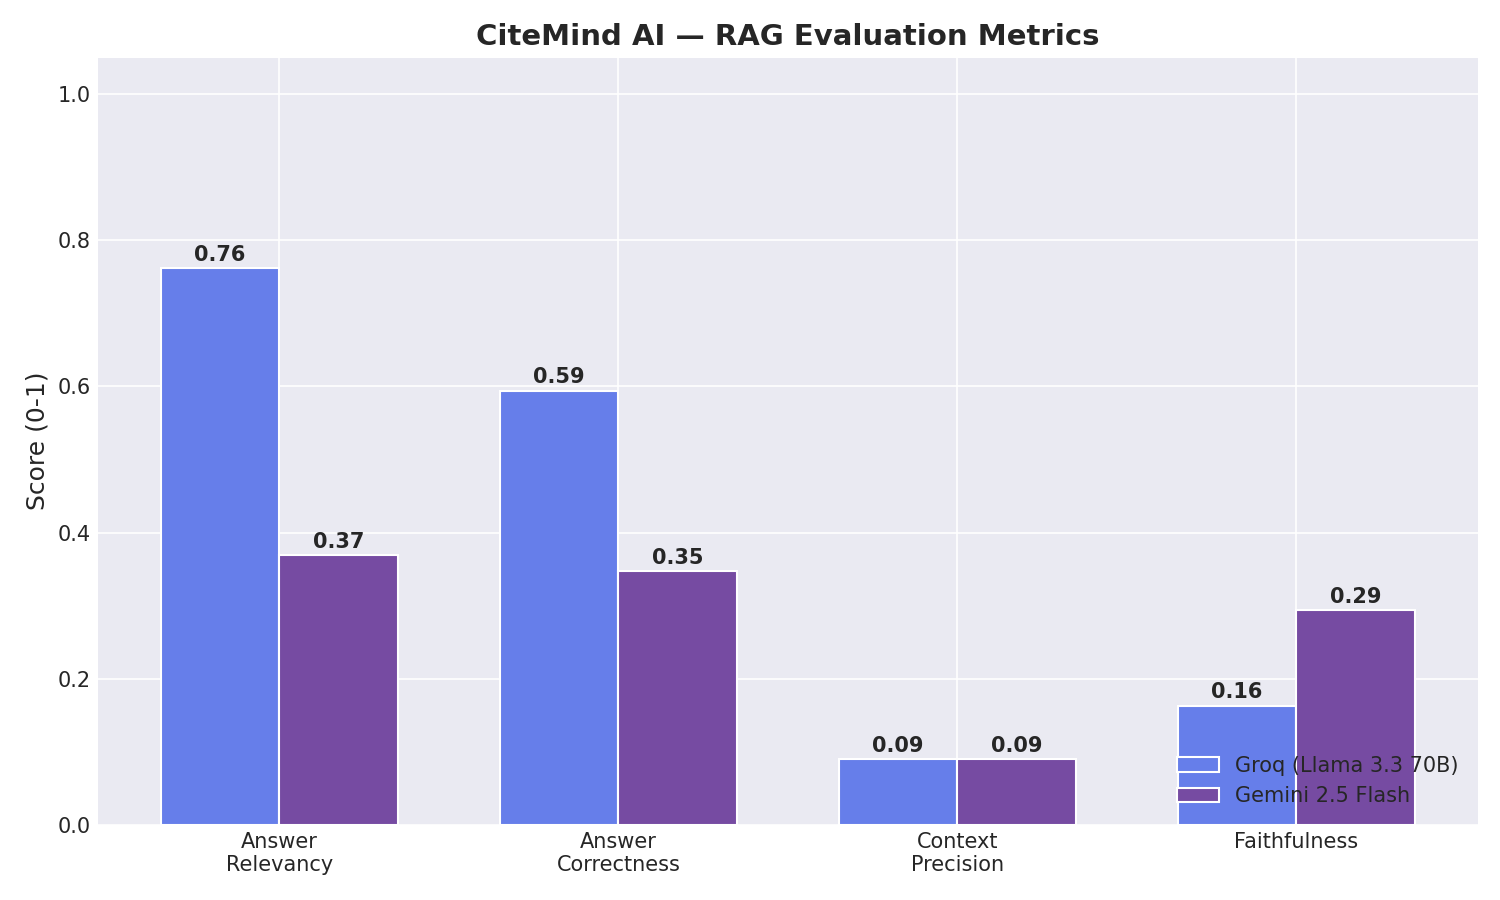 CiteMind AI — RAG Evaluation Metrics
Score (0-1)
1.0
0.8
0.6
0.4
0.2
0.0
0.76
0.37
0.59
0.35
0.09
0.09
0.16
0.29
Groq (Llama 3.3 70B)
Gemini 2.5 Flash
Answer
Relevancy
Answer
Correctness
Context
Precision
Faithfulness